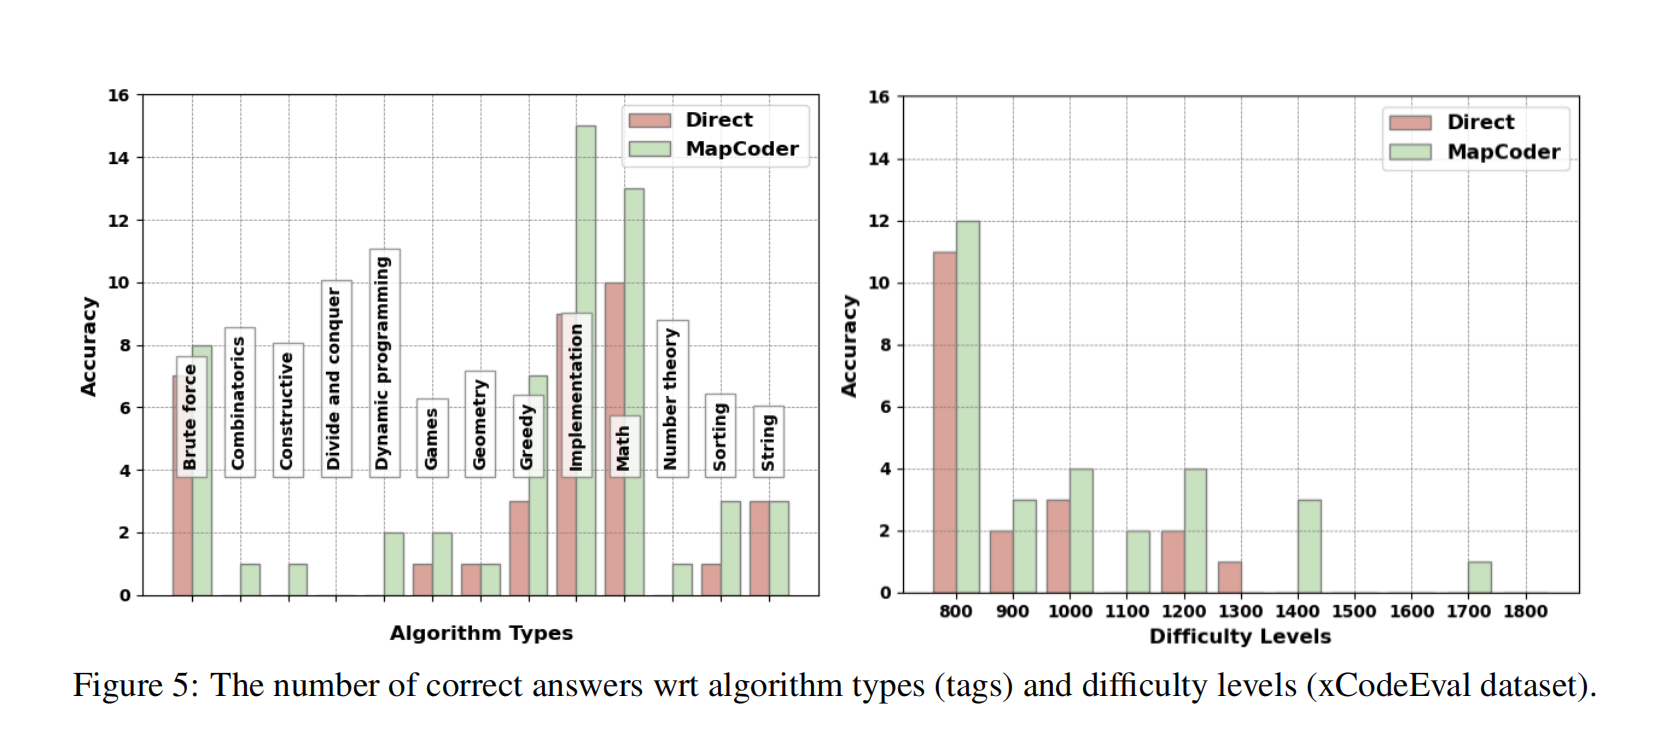 16
14
12
10
8
6
4
2
0
Accuracy
Direct
MapCoder
Brute force
Combinatorics
Constructive
Divide and conquer
Dynamic programming
Games
Geometry
Greedy
Implementation
Math
Number theory
Sorting
String
Algorithm Types
16
14
12
10
8
6
4
2
0
Accuracy
Direct
MapCoder
800 900 1000 1100 1200 1300 1400 1500 1600 1700 1800
Difficulty Levels
Figure 5: The number of correct answers wrt algorithm types (tags) and difficulty levels (xCodeEval dataset).